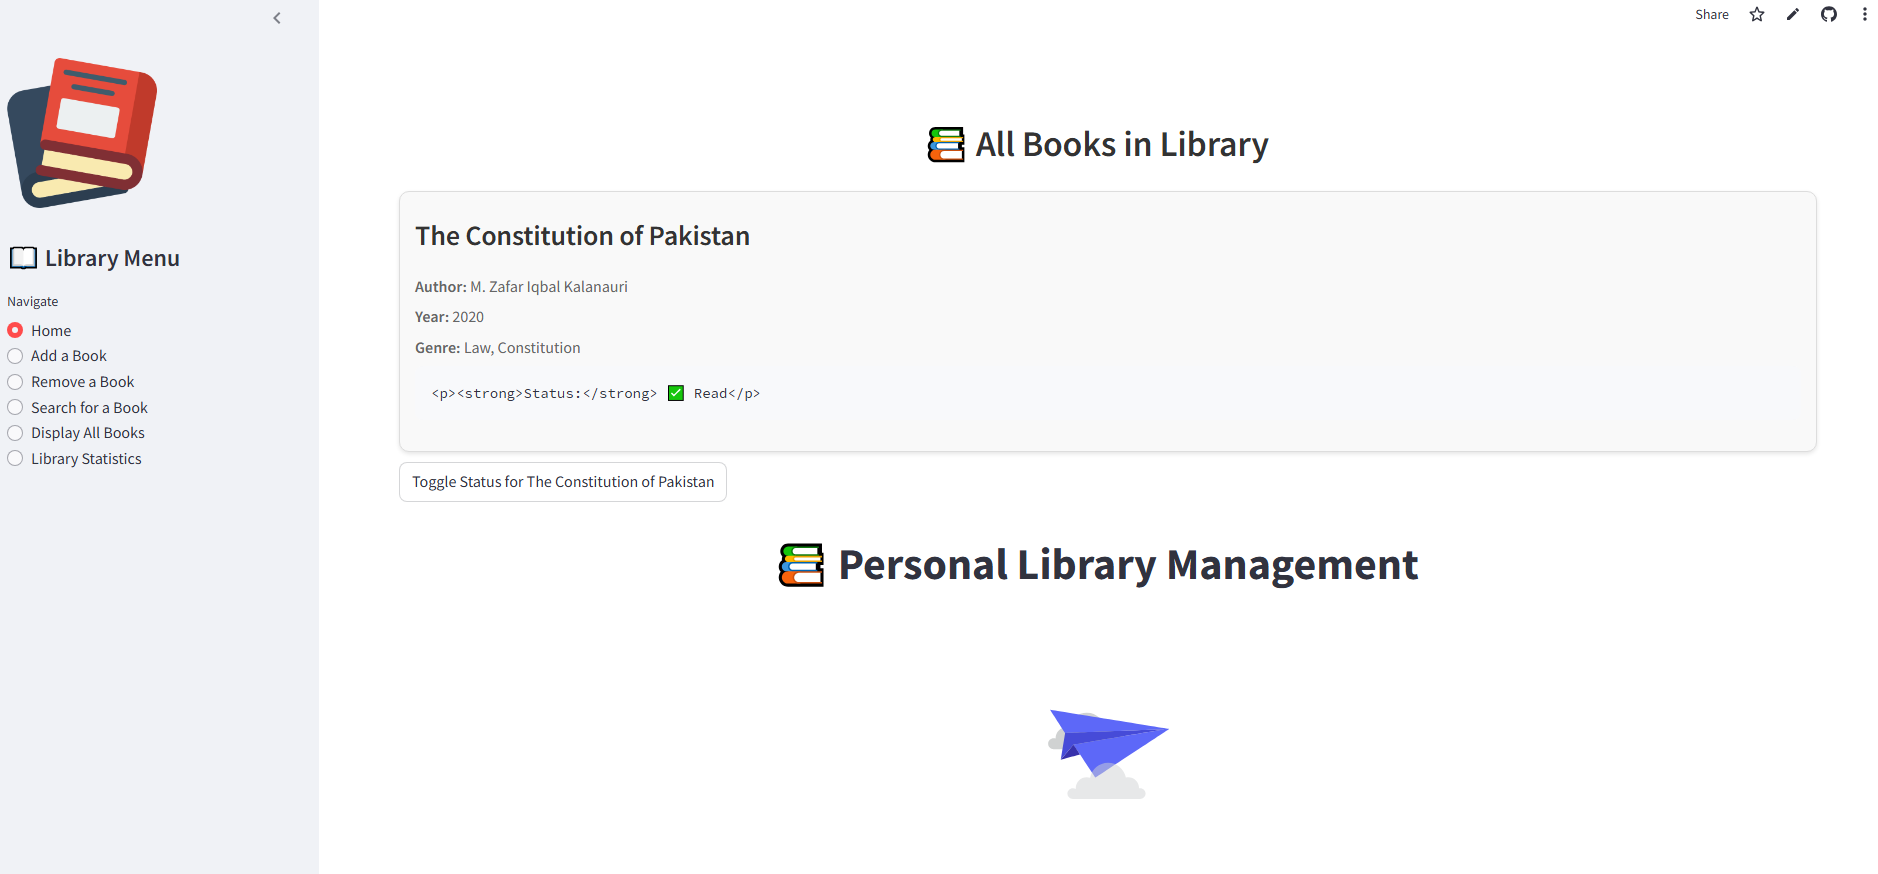 Share
Library Menu
Navigate
Home
Add a Book
Remove a Book
Search for a Book
Display All Books
Library Statistics
All Books in Library
The Constitution of Pakistan
Author: M. Zafar Iqbal Kalanauri
Year: 2020
Genre: Law, Constitution
<p><strong>Status:</strong> ✅ Read</p>
Toggle Status for The Constitution of Pakistan
Personal Library Management